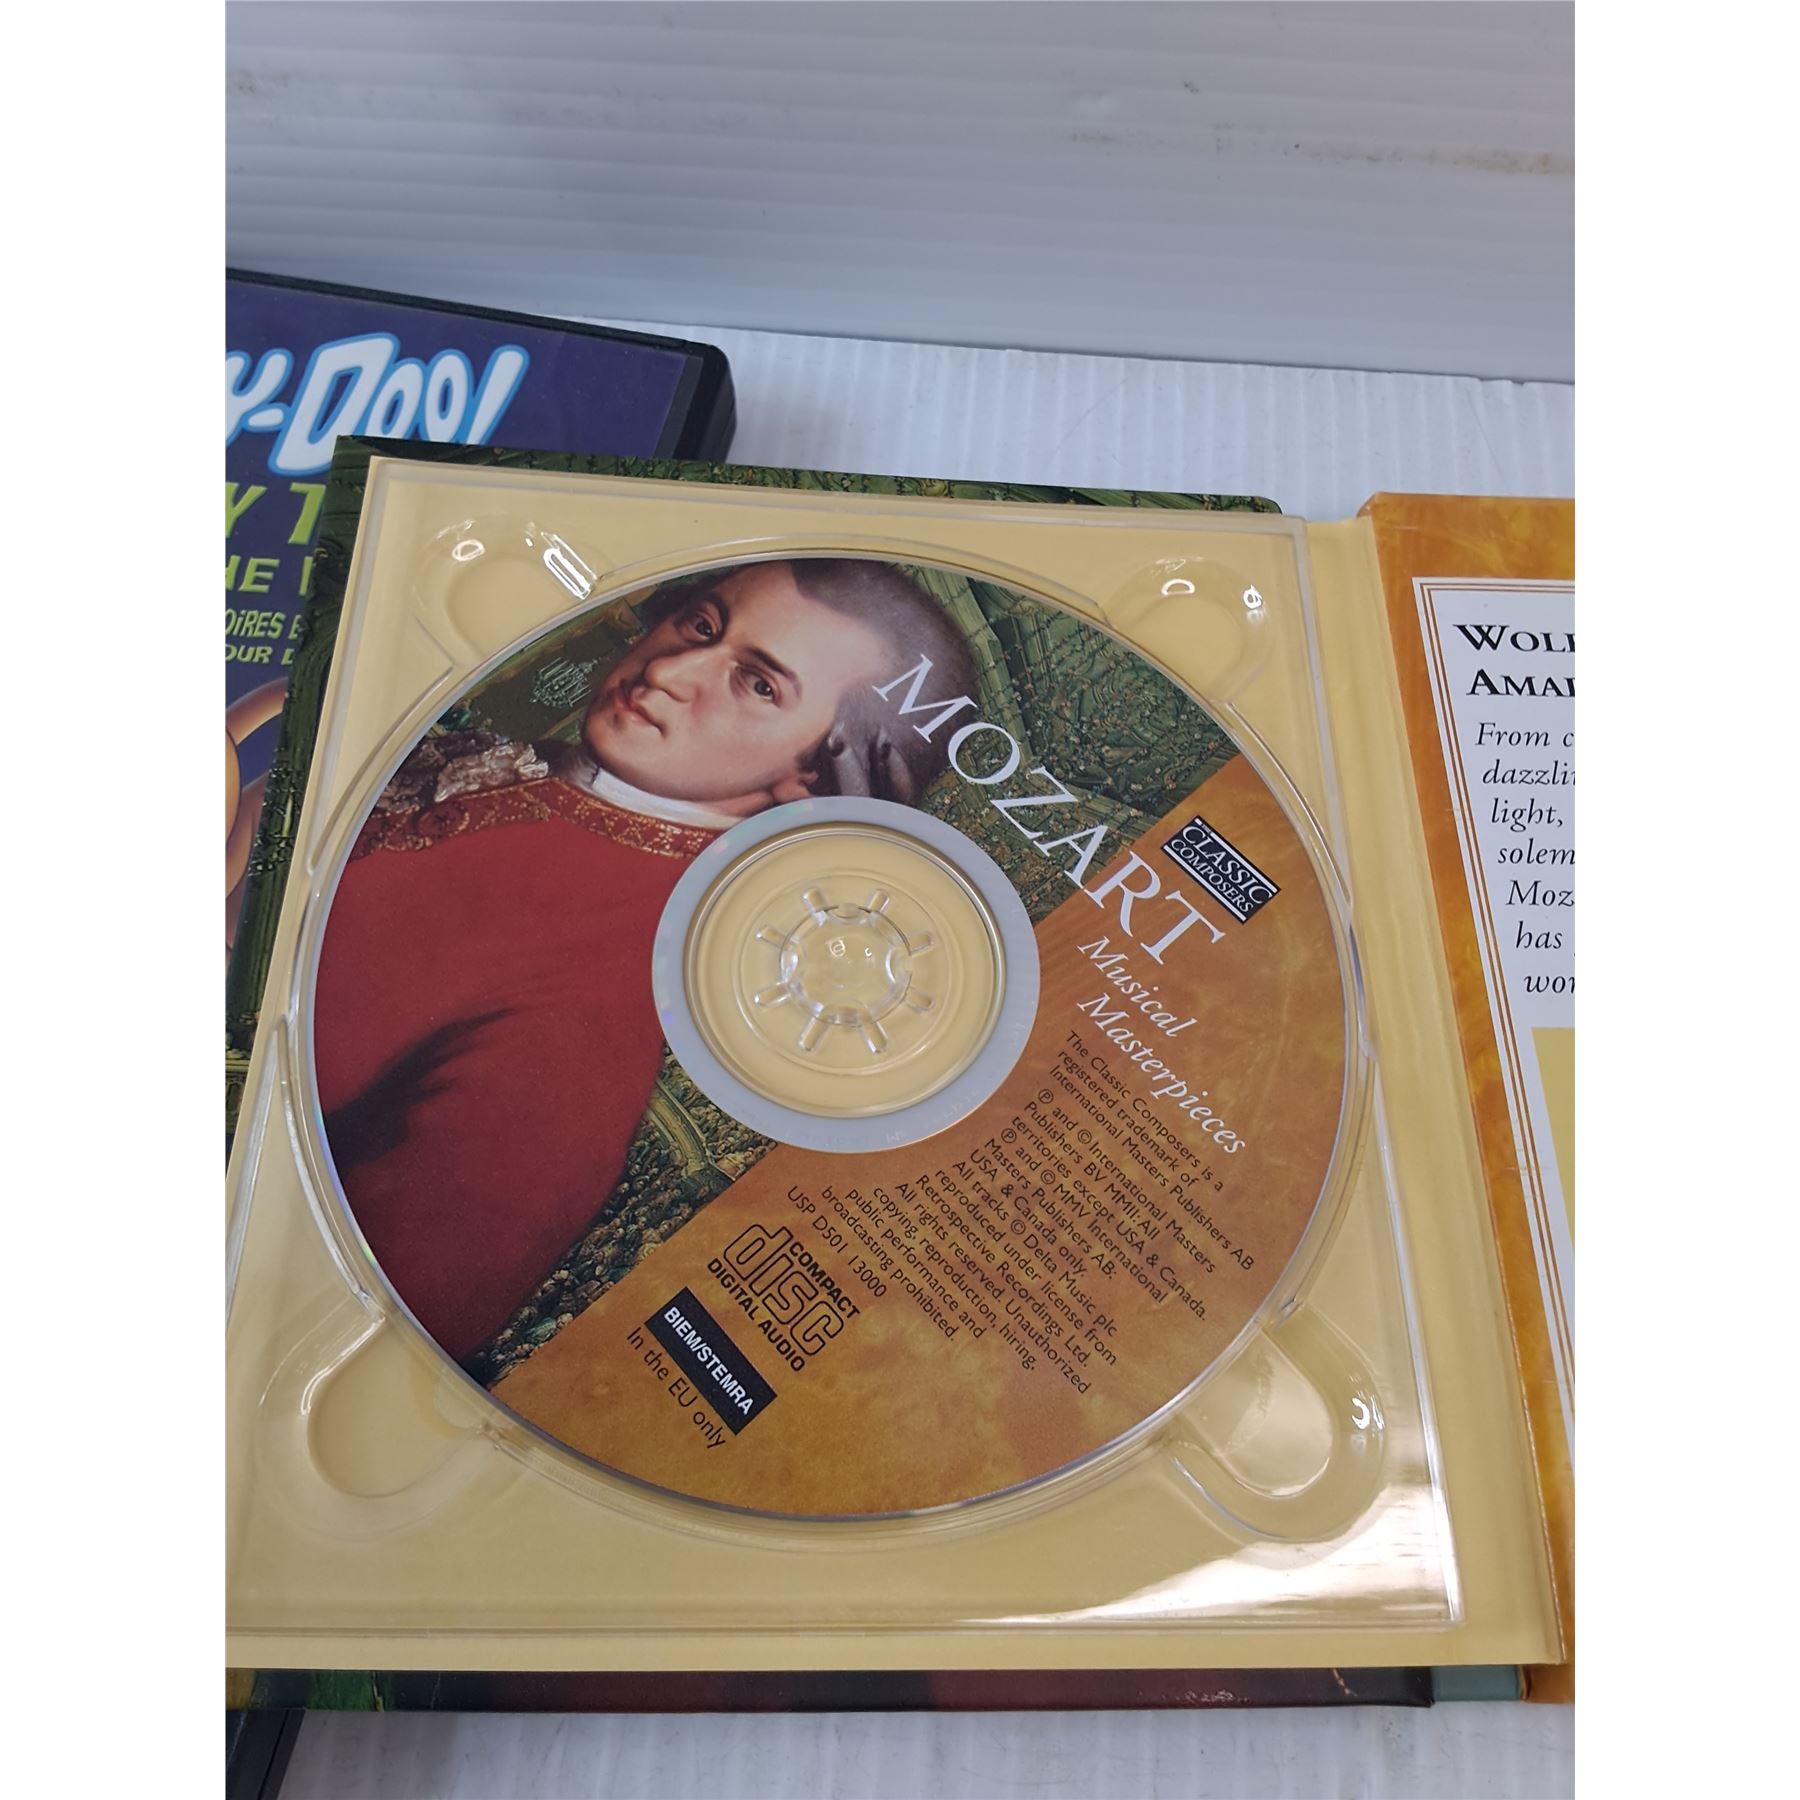 Y-DOO!
Y T
HE
OIRES E
OUR D
MOZART
THE
CLASSIC
COMPOSERS
Musical
Masterpieces
The Classic Composers is a
registered trademark of
International Masters Publishers AB
℗ and © International Masters
Publishers BV MMII: All
territories except USA & Canada.
℗ and © MMV International
Masters Publishers AB:
USA & Canada only.
All tracks © Delta Music plc
reproduced under license from
Retrospective Recordings Ltd.
All rights reserved. Unauthorized
copying, reproduction, hiring,
public performance and
broadcasting prohibited.
USP D501 13000
COMPACT
disc
DIGITAL AUDIO
BIEM/STEMRA
In the EU only
WOL
AMA
From c
dazzli
light,
solem
Moz
has
wor